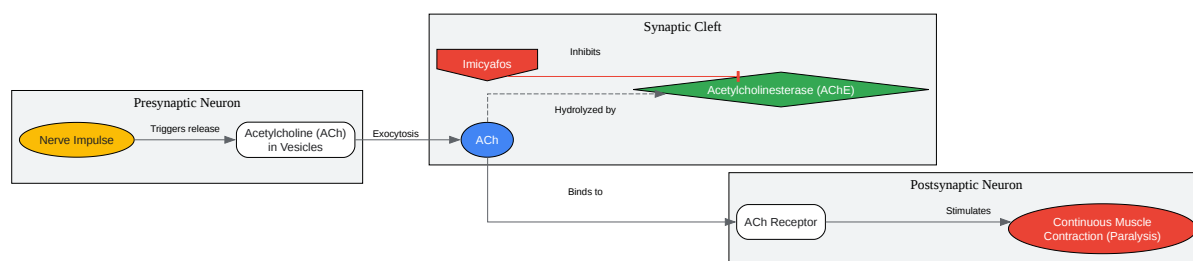 Presynaptic Neuron
Nerve Impulse
Triggers release
Acetylcholine (ACh)
in Vesicles
Exocytosis
Synaptic Cleft
Imicyafos
Inhibits
Acetylcholinesterase (AChE)
Hydrolyzed by
ACh
Binds to
Postsynaptic Neuron
ACh Receptor
Stimulates
Continuous Muscle
Contraction (Paralysis)